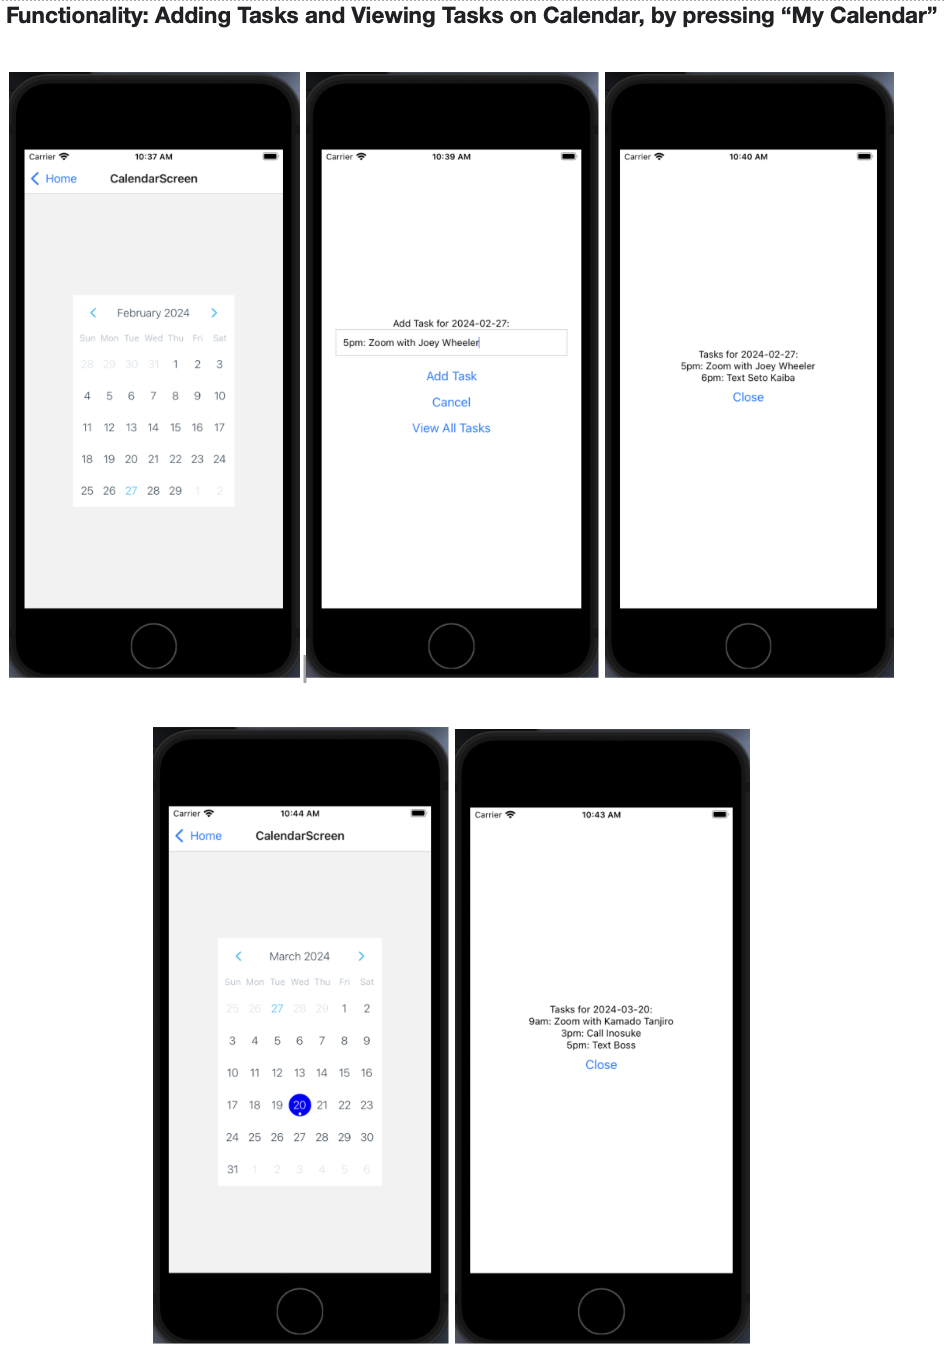 Functionality: Adding Tasks and Viewing Tasks on Calendar, by pressing “My Calendar”
Carrier 10:37 AM
Home CalendarScreen
February 2024
Sun Mon Tue Wed Thu Fri Sat
28 29 30 31 1 2 3
4 5 6 7 8 9 10
11 12 13 14 15 16 17
18 19 20 21 22 23 24
25 26 27 28 29 1 2
Carrier 10:39 AM
Add Task for 2024-02-27:
5pm: Zoom with Joey Wheeler
Add Task
Cancel
View All Tasks
Carrier 10:40 AM
Tasks for 2024-02-27:
5pm: Zoom with Joey Wheeler
6pm: Text Seto Kaiba
Close
Carrier 10:44 AM
Home CalendarScreen
March 2024
Sun Mon Tue Wed Thu Fri Sat
25 26 27 28 29 1 2
3 4 5 6 7 8 9
10 11 12 13 14 15 16
17 18 19 20 21 22 23
24 25 26 27 28 29 30
31 1 2 3 4 5 6
Carrier 10:43 AM
Tasks for 2024-03-20:
9am: Zoom with Kamado Tanjiro
3pm: Call Inosuke
5pm: Text Boss
Close